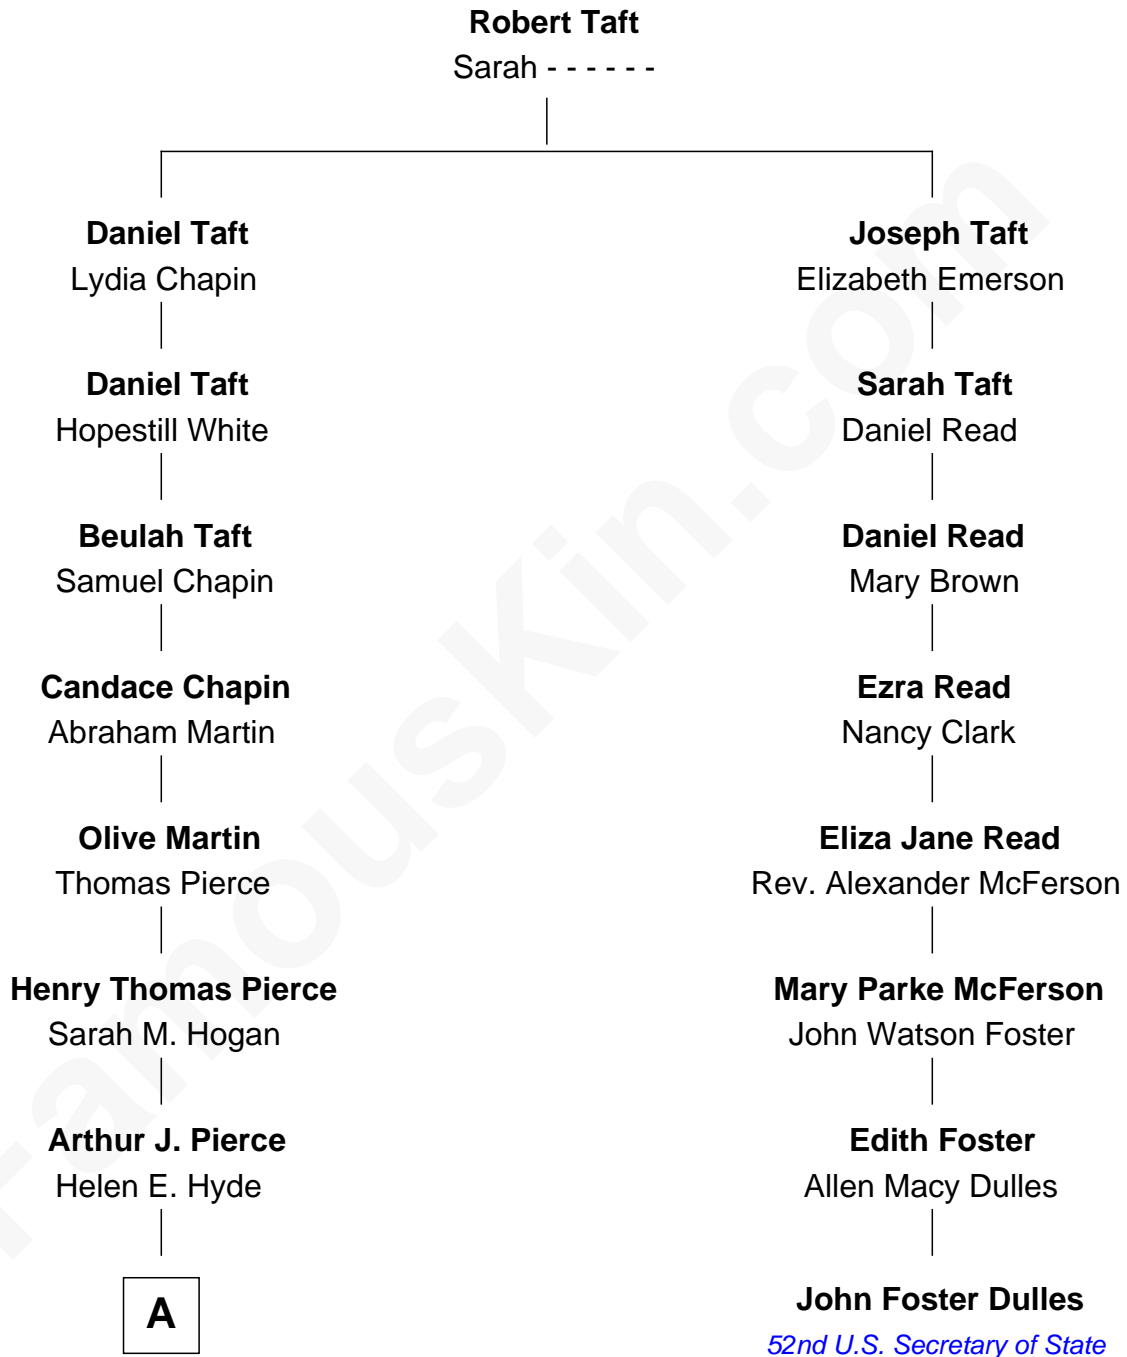 Robert Taft
Sarah - - - - - -
Daniel Taft
Lydia Chapin
Joseph Taft
Elizabeth Emerson
Daniel Taft
Hopestill White
Sarah Taft
Daniel Read
Beulah Taft
Samuel Chapin
Daniel Read
Mary Brown
Candace Chapin
Abraham Martin
Ezra Read
Nancy Clark
Olive Martin
Thomas Pierce
Eliza Jane Read
Rev. Alexander McFerson
Henry Thomas Pierce
Sarah M. Hogan
Mary Parke McFerson
John Watson Foster
Arthur J. Pierce
Helen E. Hyde
Edith Foster
Allen Macy Dulles
A
John Foster Dulles
52nd U.S. Secretary of State
FamousKin.com